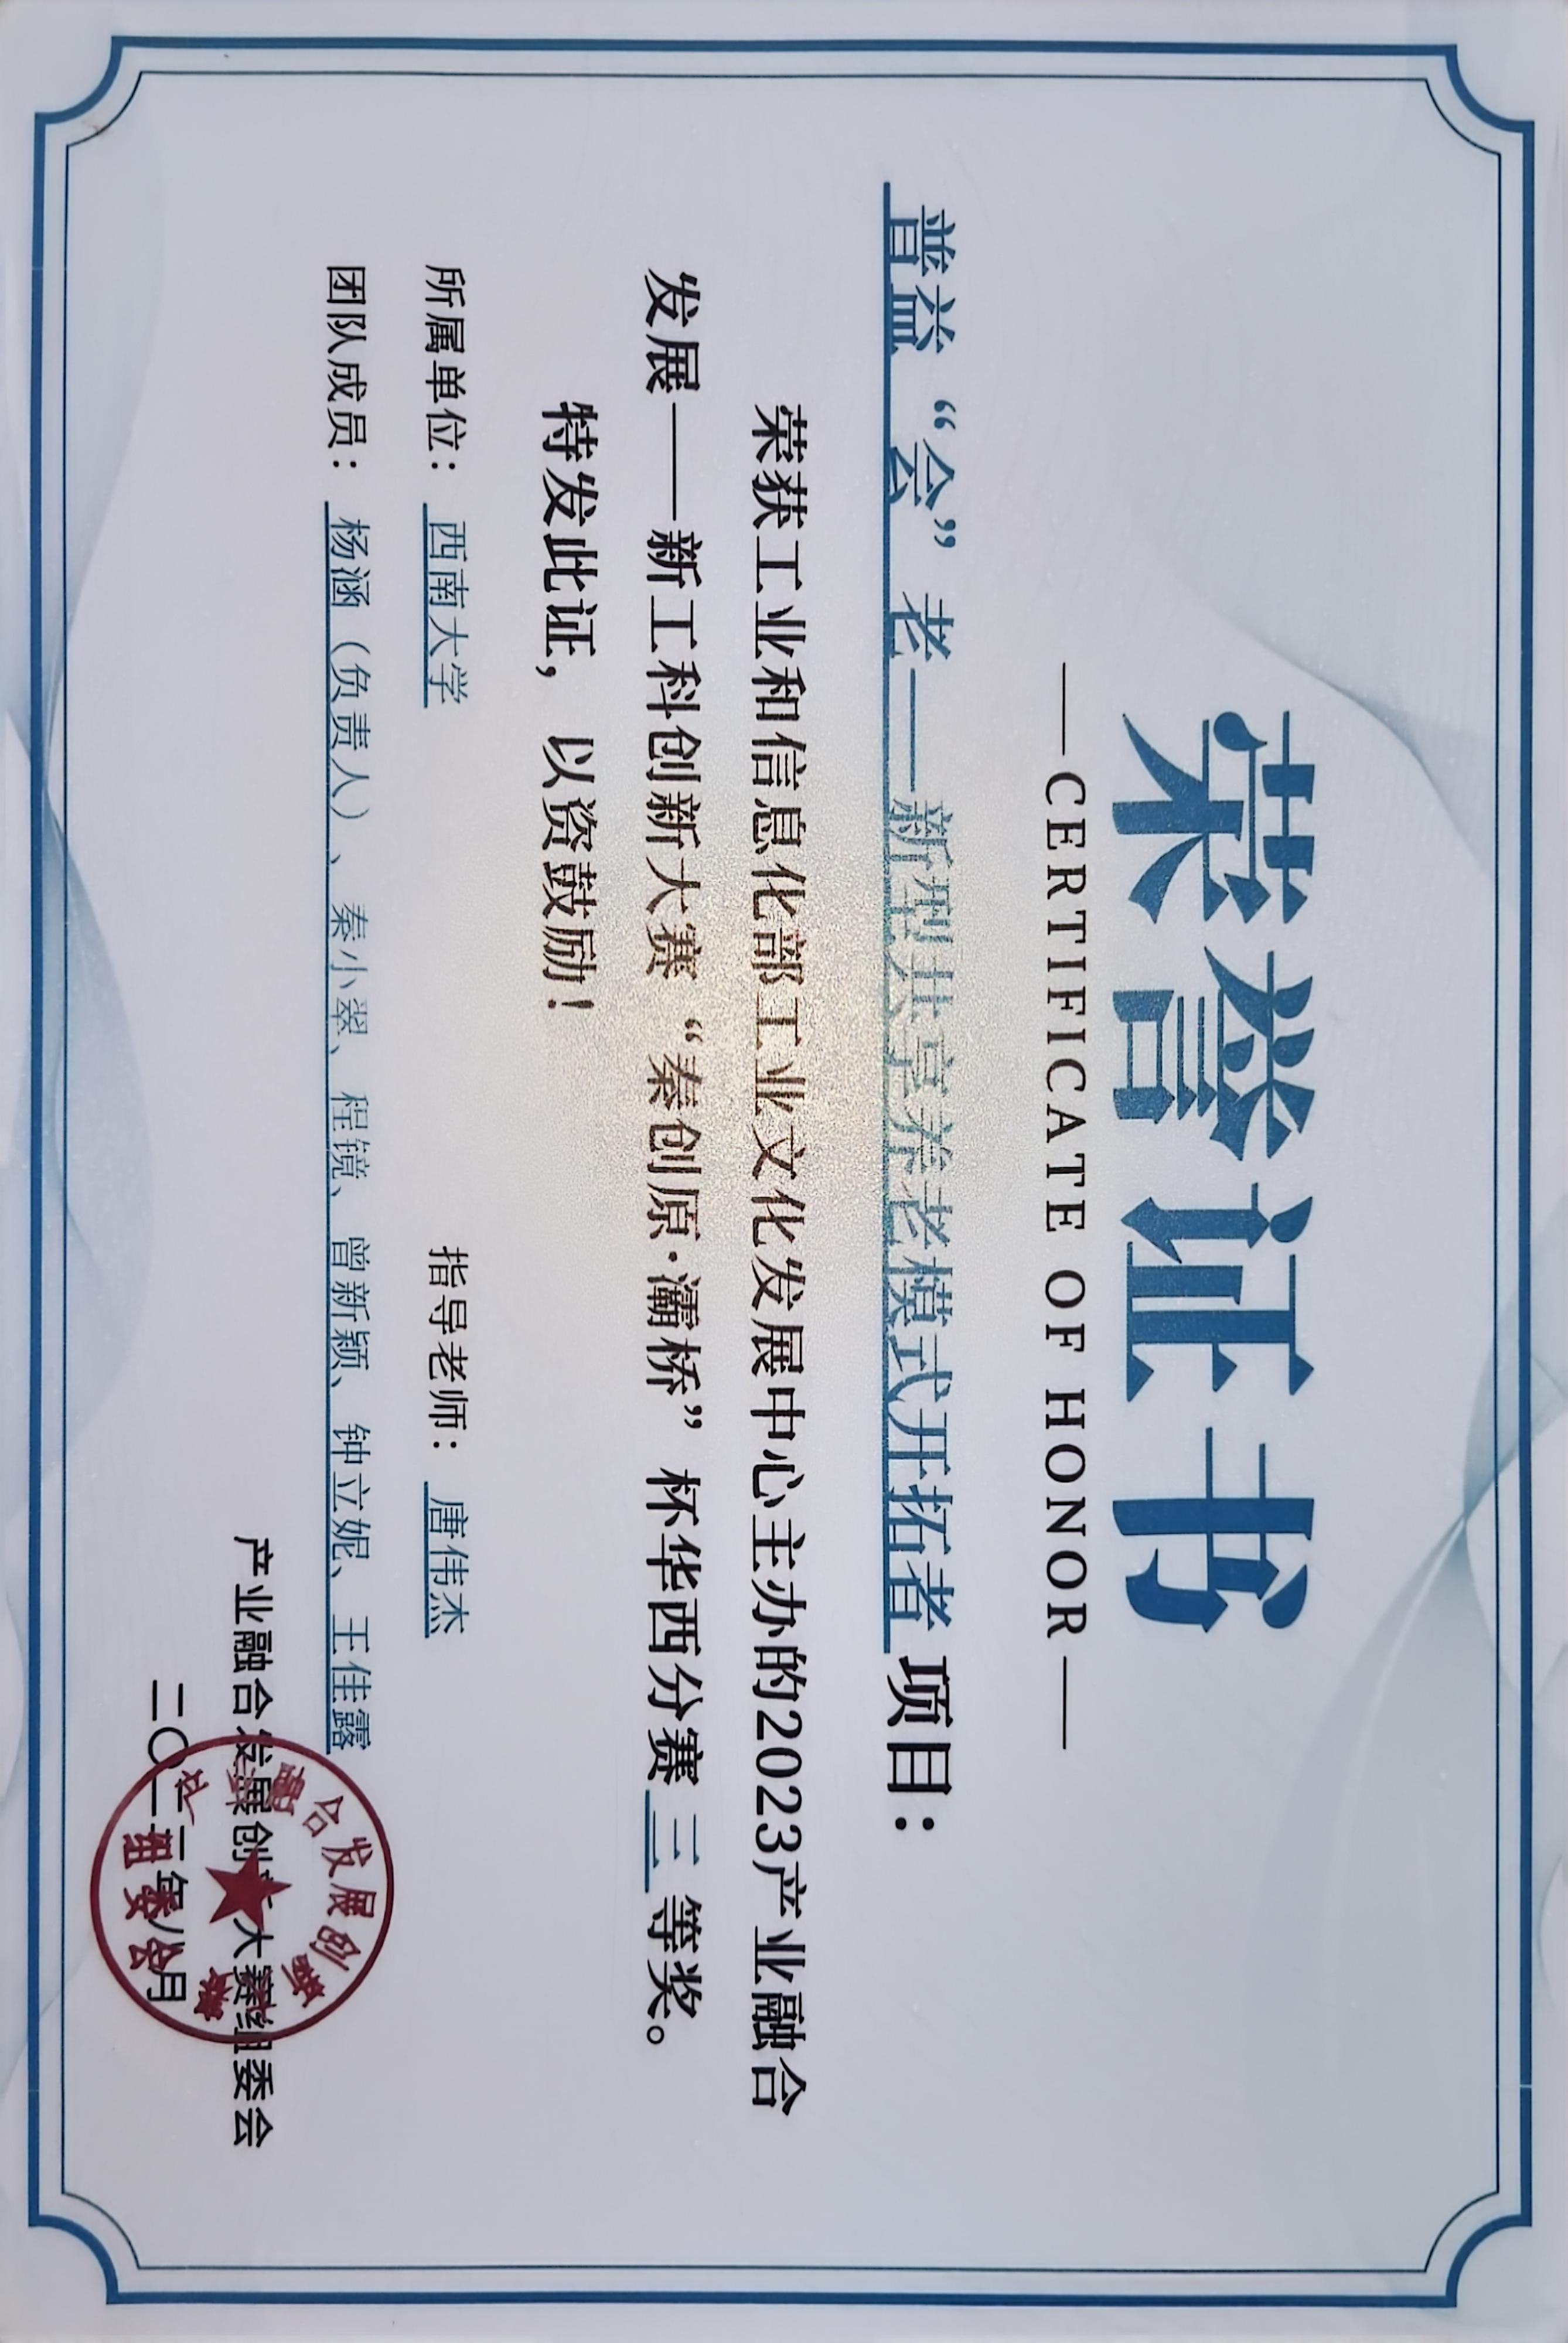 荣誉证书
——CERTIFICATE OF HONOR——
普益“会”老——新型共享养老模式开拓者 项目：
荣获工业和信息化部工业文化发展中心主办的2023产业融合
发展——新工科创新大赛“秦创原·灞桥”杯华西分赛 三 等奖。
特发此证，以资鼓励！
所属单位： 西南大学 指导老师： 唐伟杰
团队成员： 杨涵（负责人）、秦小翠、程镜、曾新颖、钟立妮、王佳露
产业融合发展创新大赛组委会
二〇二三年八月
产业融合发展创新大赛
组委会